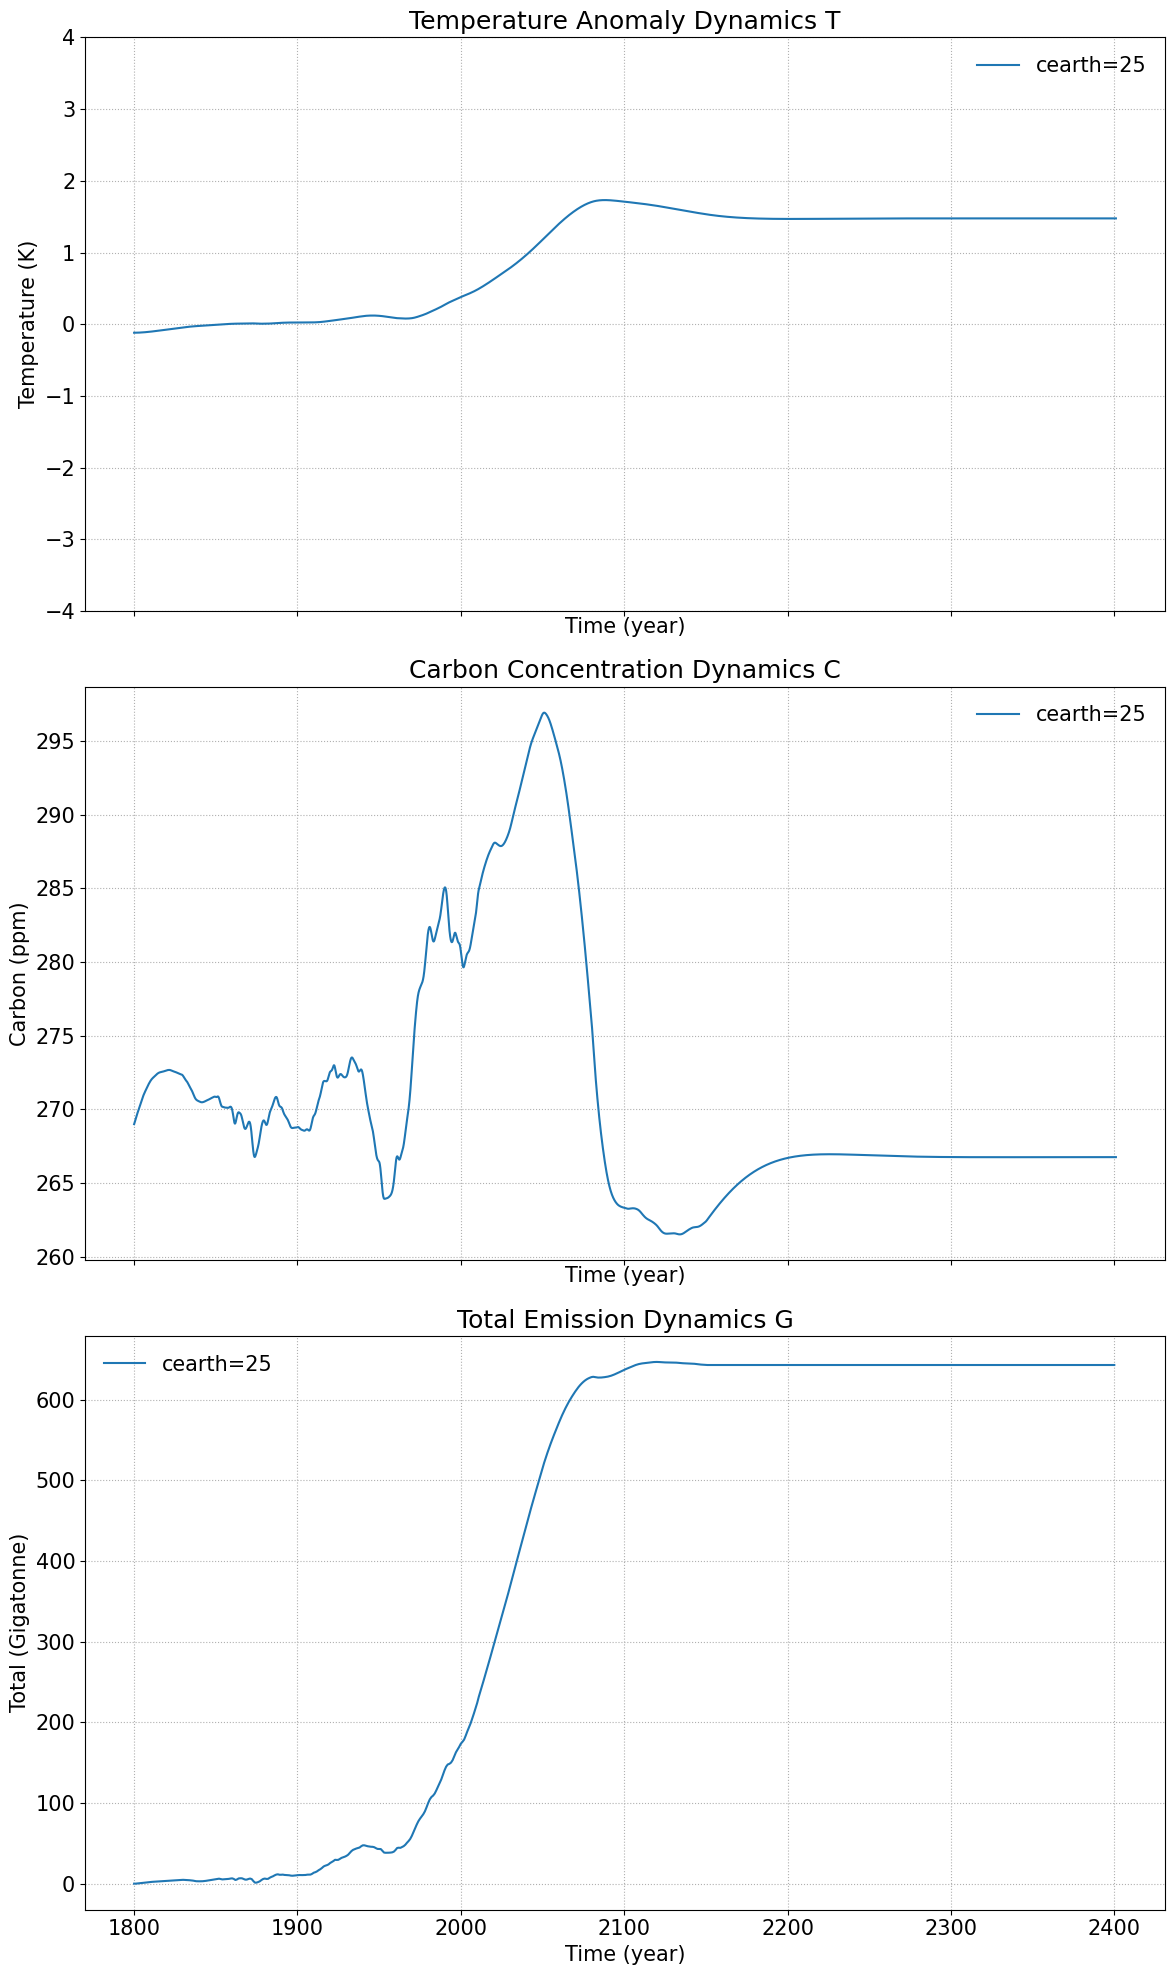 Temperature Anomaly Dynamics T
4
3
2
1
0
−1
−2
−3
−4
Temperature (K)
cearth=25
Time (year)
Carbon Concentration Dynamics C
295
290
285
280
275
270
265
260
Carbon (ppm)
cearth=25
Time (year)
Total Emission Dynamics G
cearth=25
600
500
400
300
200
100
0
Total (Gigatonne)
1800 1900 2000 2100 2200 2300 2400
Time (year)